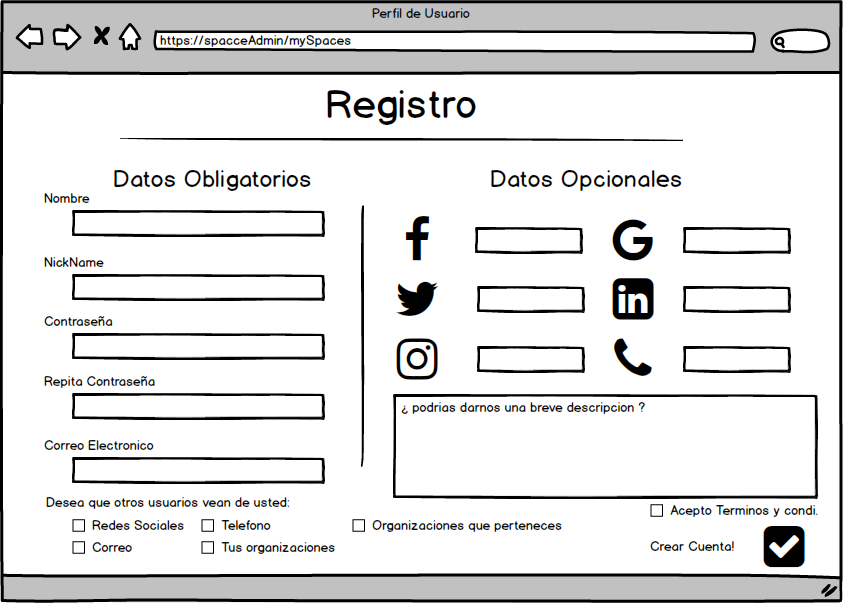 Perfil de Usuario
https://spacceAdmin/mySpaces
Registro
Datos Obligatorios
Nombre
NickName
Contraseña
Repita Contraseña
Correo Electronico
Datos Opcionales
¿ podrias darnos una breve descripcion ?
Desea que otros usuarios vean de usted:
Redes Sociales Telefono Organizaciones que perteneces
Correo Tus organizaciones
Acepto Terminos y condi.
Crear Cuenta!